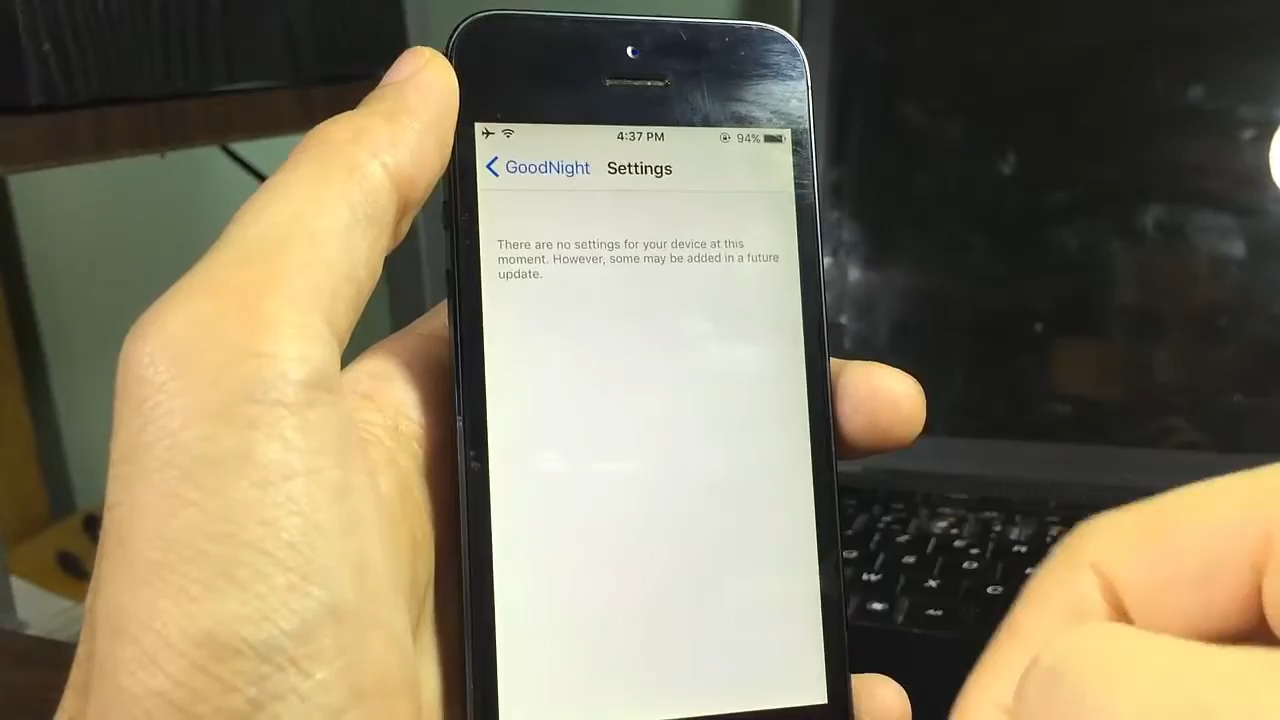 4:37 PM
94%
GoodNight
Settings
There are no settings for your device at this
moment. However, some may be added in a future
update.
W
X
C
Alt